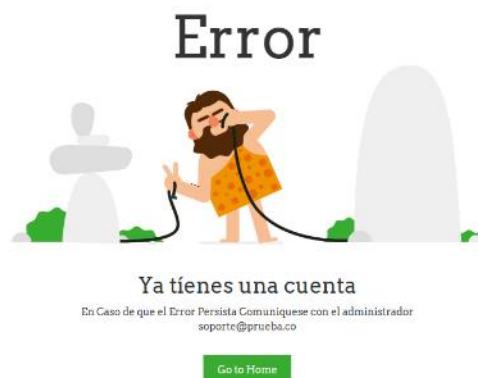 Error
Ya tíenes una cuenta
En Caso de que el Error Persista Comuniquese con el administrador
soporte@prueba.co
Go to Home